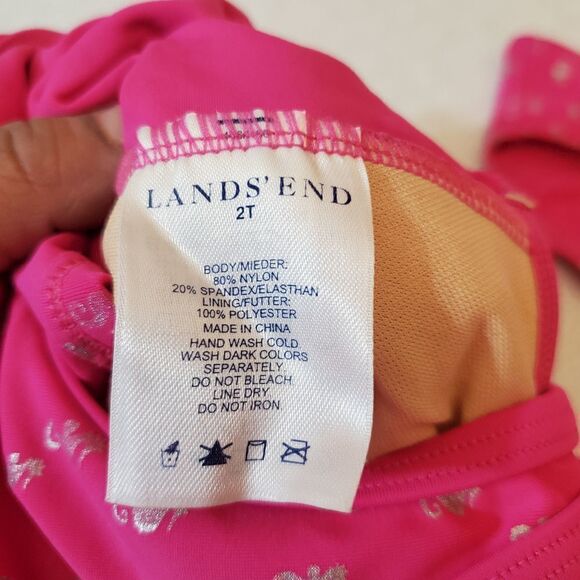 LANDS' END
2T
BODY/MIEDER:
80% NYLON
20% SPANDEX/ELASTHAN
LINING/FUTTER:
100% POLYESTER
MADE IN CHINA
HAND WASH COLD
WASH DARK COLORS
SEPARATELY.
DO NOT BLEACH.
LINE DRY.
DO NOT IRON.